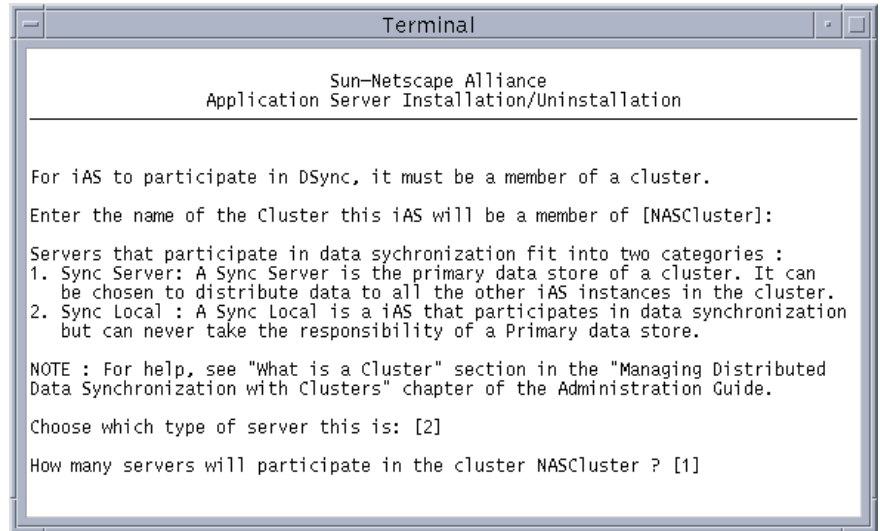 Terminal
Sun-Netscape Alliance
Application Server Installation/Uninstallation
For iAS to participate in DSync, it must be a member of a cluster.
Enter the name of the Cluster this iAS will be a member of [NASCluster]:
Servers that participate in data sychronization fit into two categories :
1. Sync Server: A Sync Server is the primary data store of a cluster. It can
be chosen to distribute data to all the other iAS instances in the cluster.
2. Sync Local : A Sync Local is a iAS that participates in data synchronization
but can never take the responsibility of a Primary data store.
NOTE : For help, see "What is a Cluster" section in the "Managing Distributed
Data Synchronization with Clusters" chapter of the Administration Guide.
Choose which type of server this is: [2]
How many servers will participate in the cluster NASCluster ? [1]